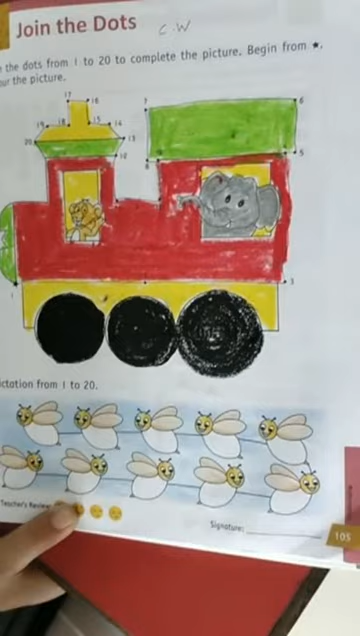 Join the Dots C.W
the dots from 1 to 20 to complete the picture. Begin from ★.
our the picture.
17 16
7 6
19 18 15 14
20 13
12
8 5
1 3
ictation from 1 to 20.
Teacher's Review:
Signature:
105